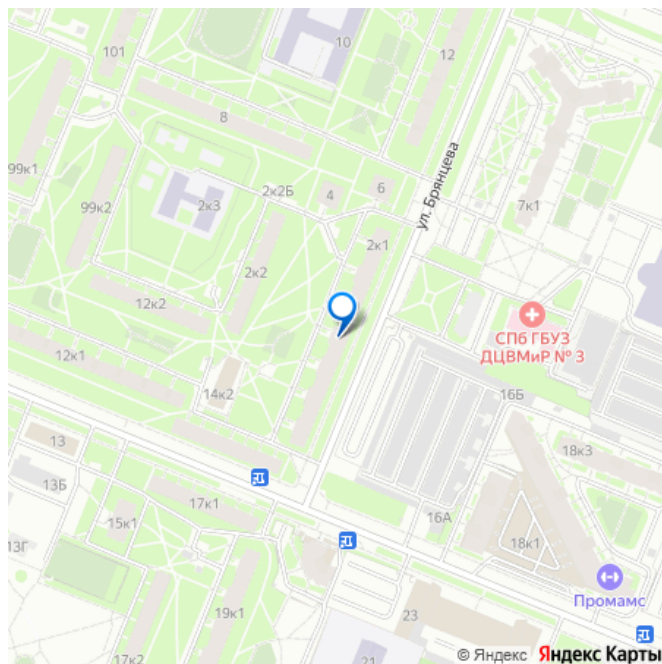 101
10
12
8
ул. Брянцева
99к1
99к2
2к3
2к2Б
4
6
7к1
2к1
2к2
12к2
12к1
14к2
СПб ГБУЗ
ДЦВМиР № 3
16Б
13
13Б
17к1
15к1
13Г
16А
18к3
18к1
Промамс
19к1
23
17к2
21
© Яндекс Яндекс Карты